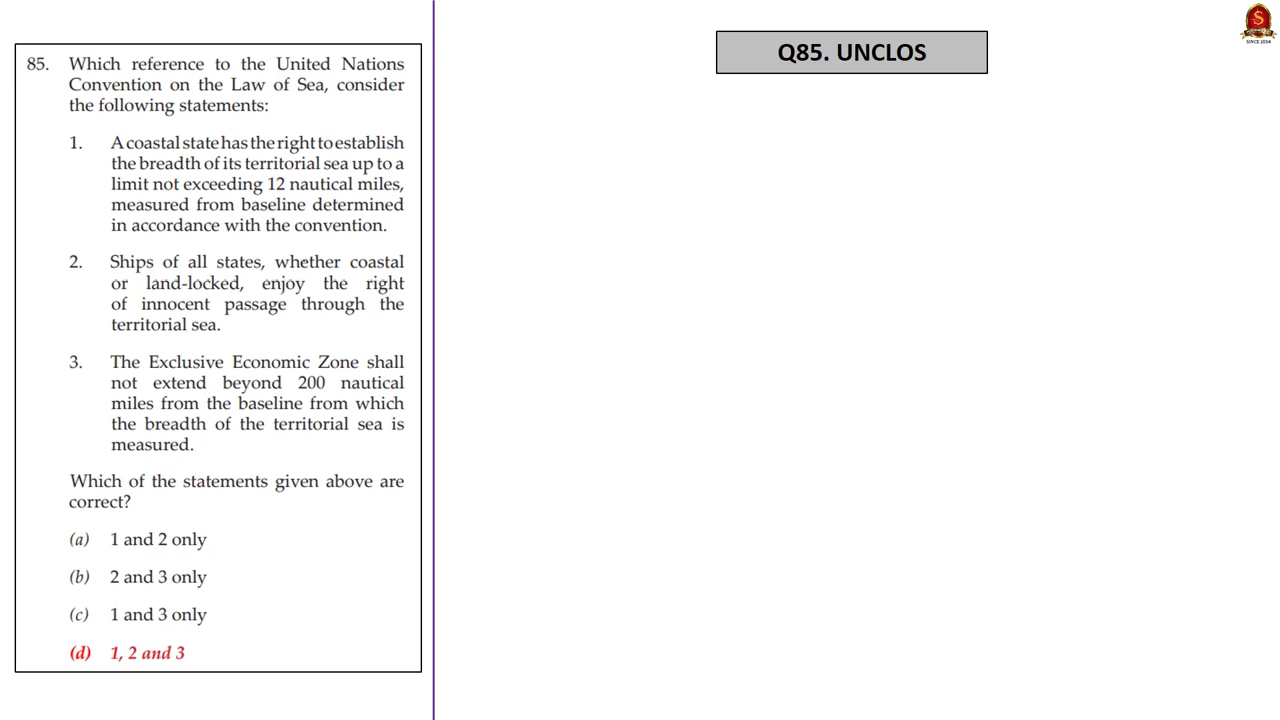 Q85. UNCLOS
S
SINCE 2004
85. Which reference to the United Nations
Convention on the Law of Sea, consider
the following statements:
1. A coastal state has the right to establish
the breadth of its territorial sea up to a
limit not exceeding 12 nautical miles,
measured from baseline determined
in accordance with the convention.
2. Ships of all states, whether coastal
or land-locked, enjoy the right
of innocent passage through the
territorial sea.
3. The Exclusive Economic Zone shall
not extend beyond 200 nautical
miles from the baseline from which
the breadth of the territorial sea is
measured.
Which of the statements given above are
correct?
(a) 1 and 2 only
(b) 2 and 3 only
(c) 1 and 3 only
(d) 1, 2 and 3